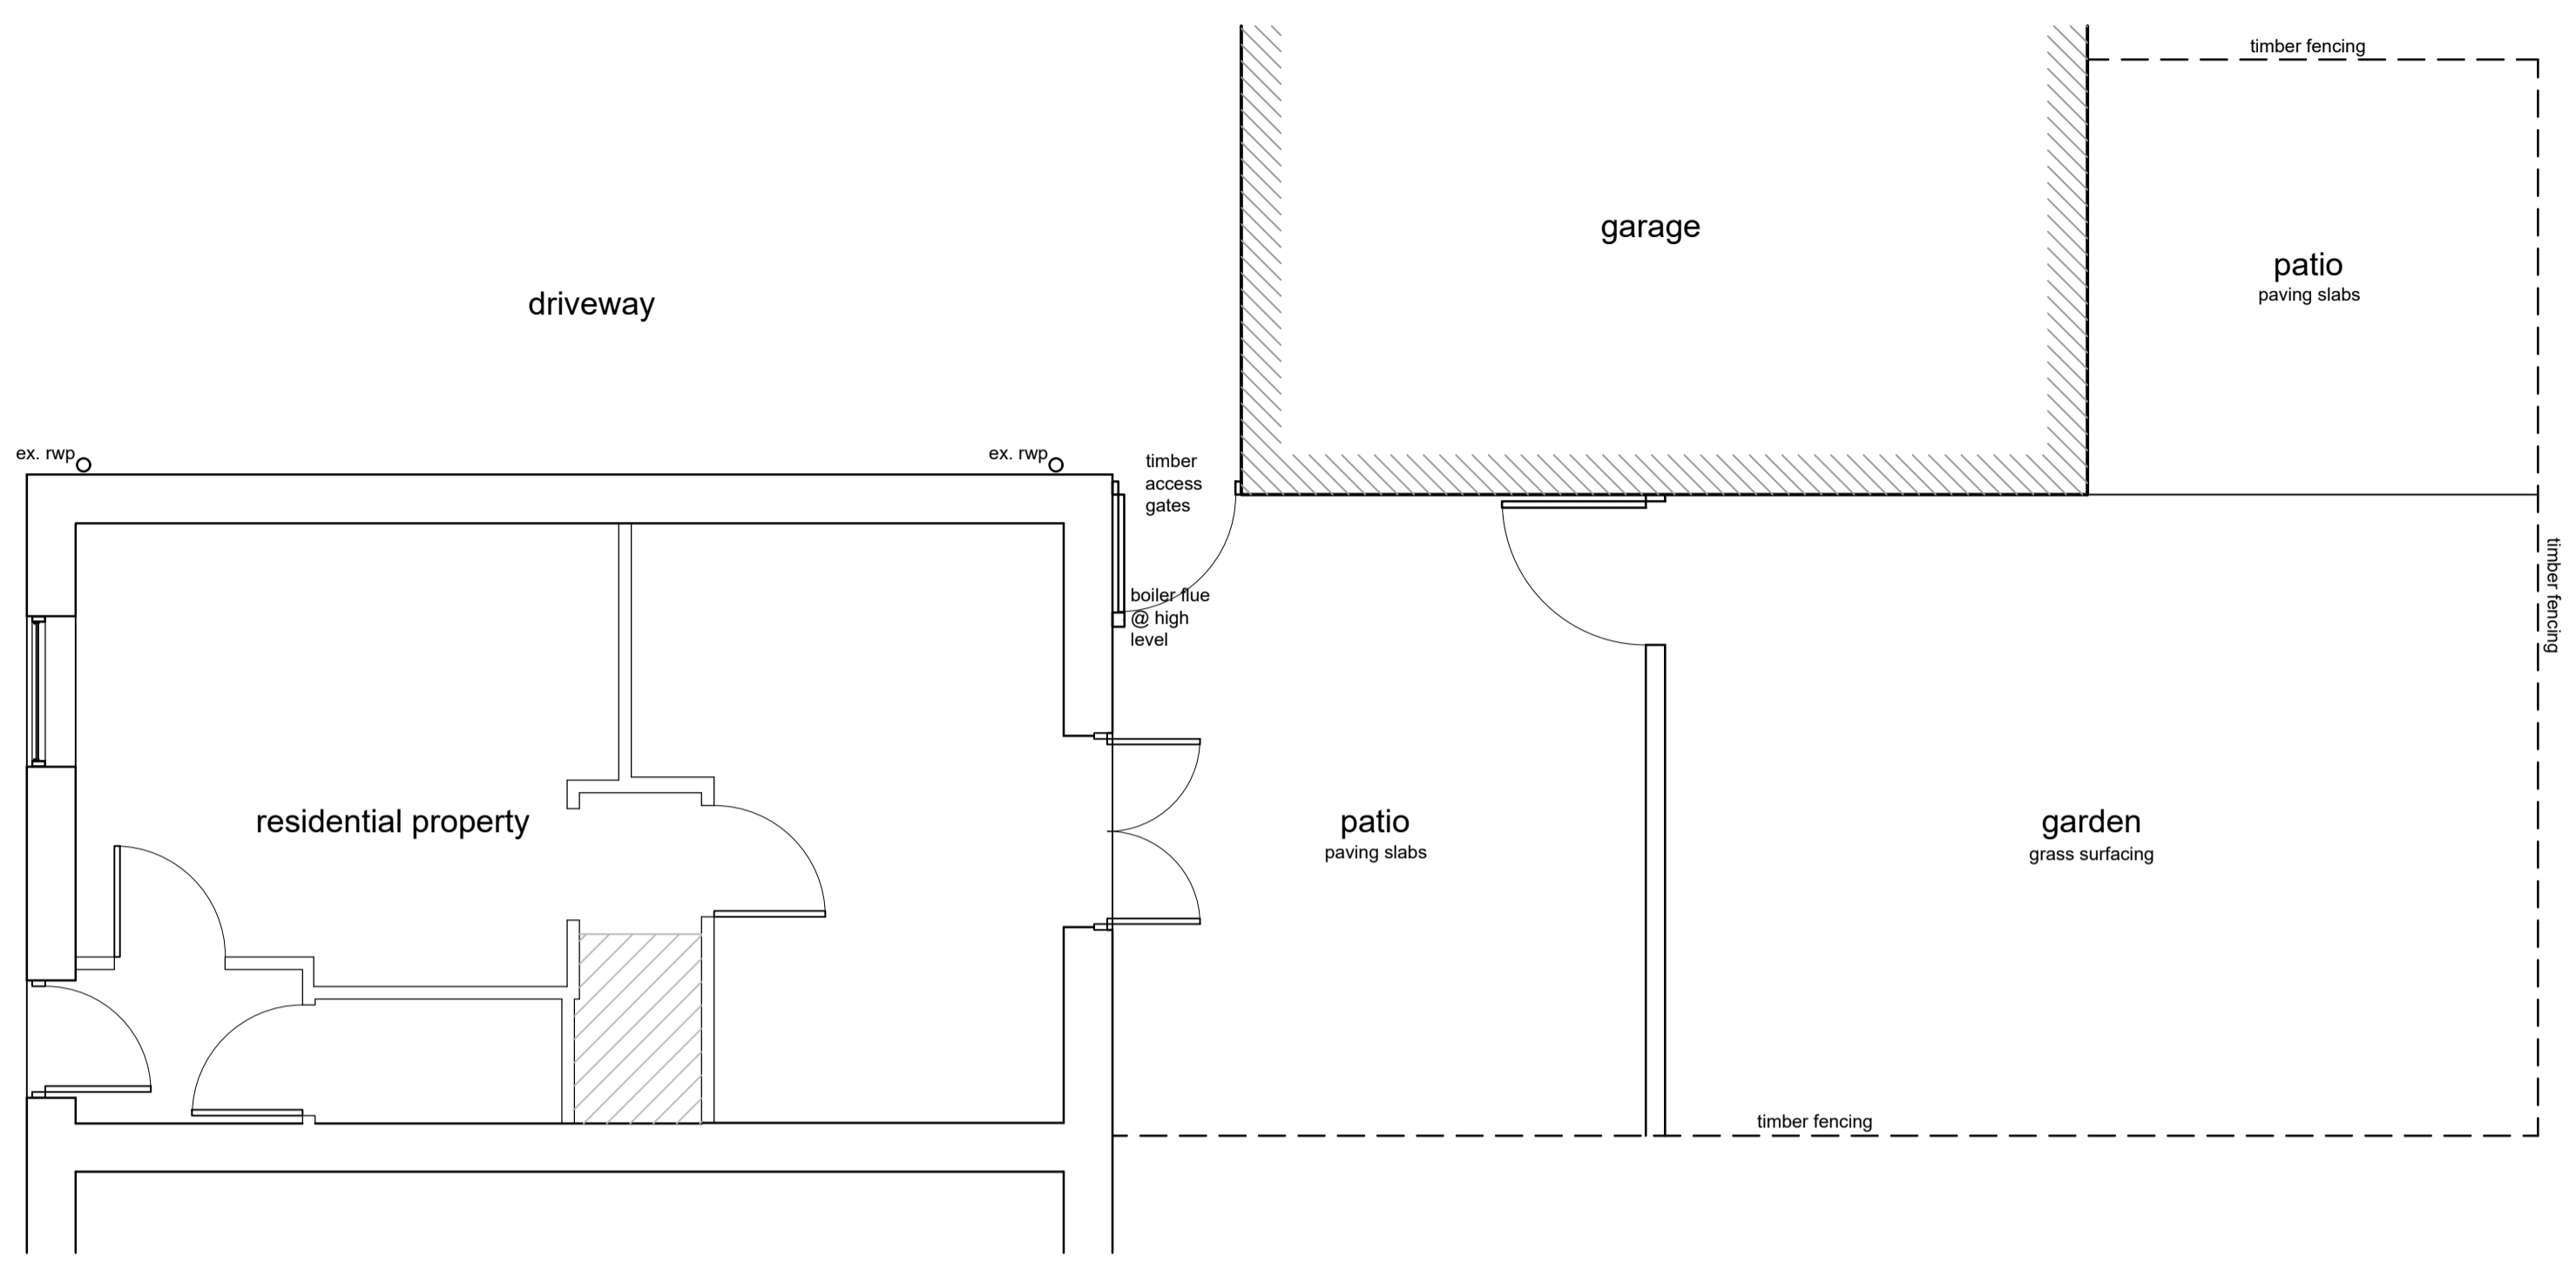 timber fencing
garage
patio
paving slabs
driveway
ex. rwp
ex. rwp
timber
access
gates
timber fencing
boiler flue
@ high
level
residential property
patio
paving slabs
garden
grass surfacing
timber fencing